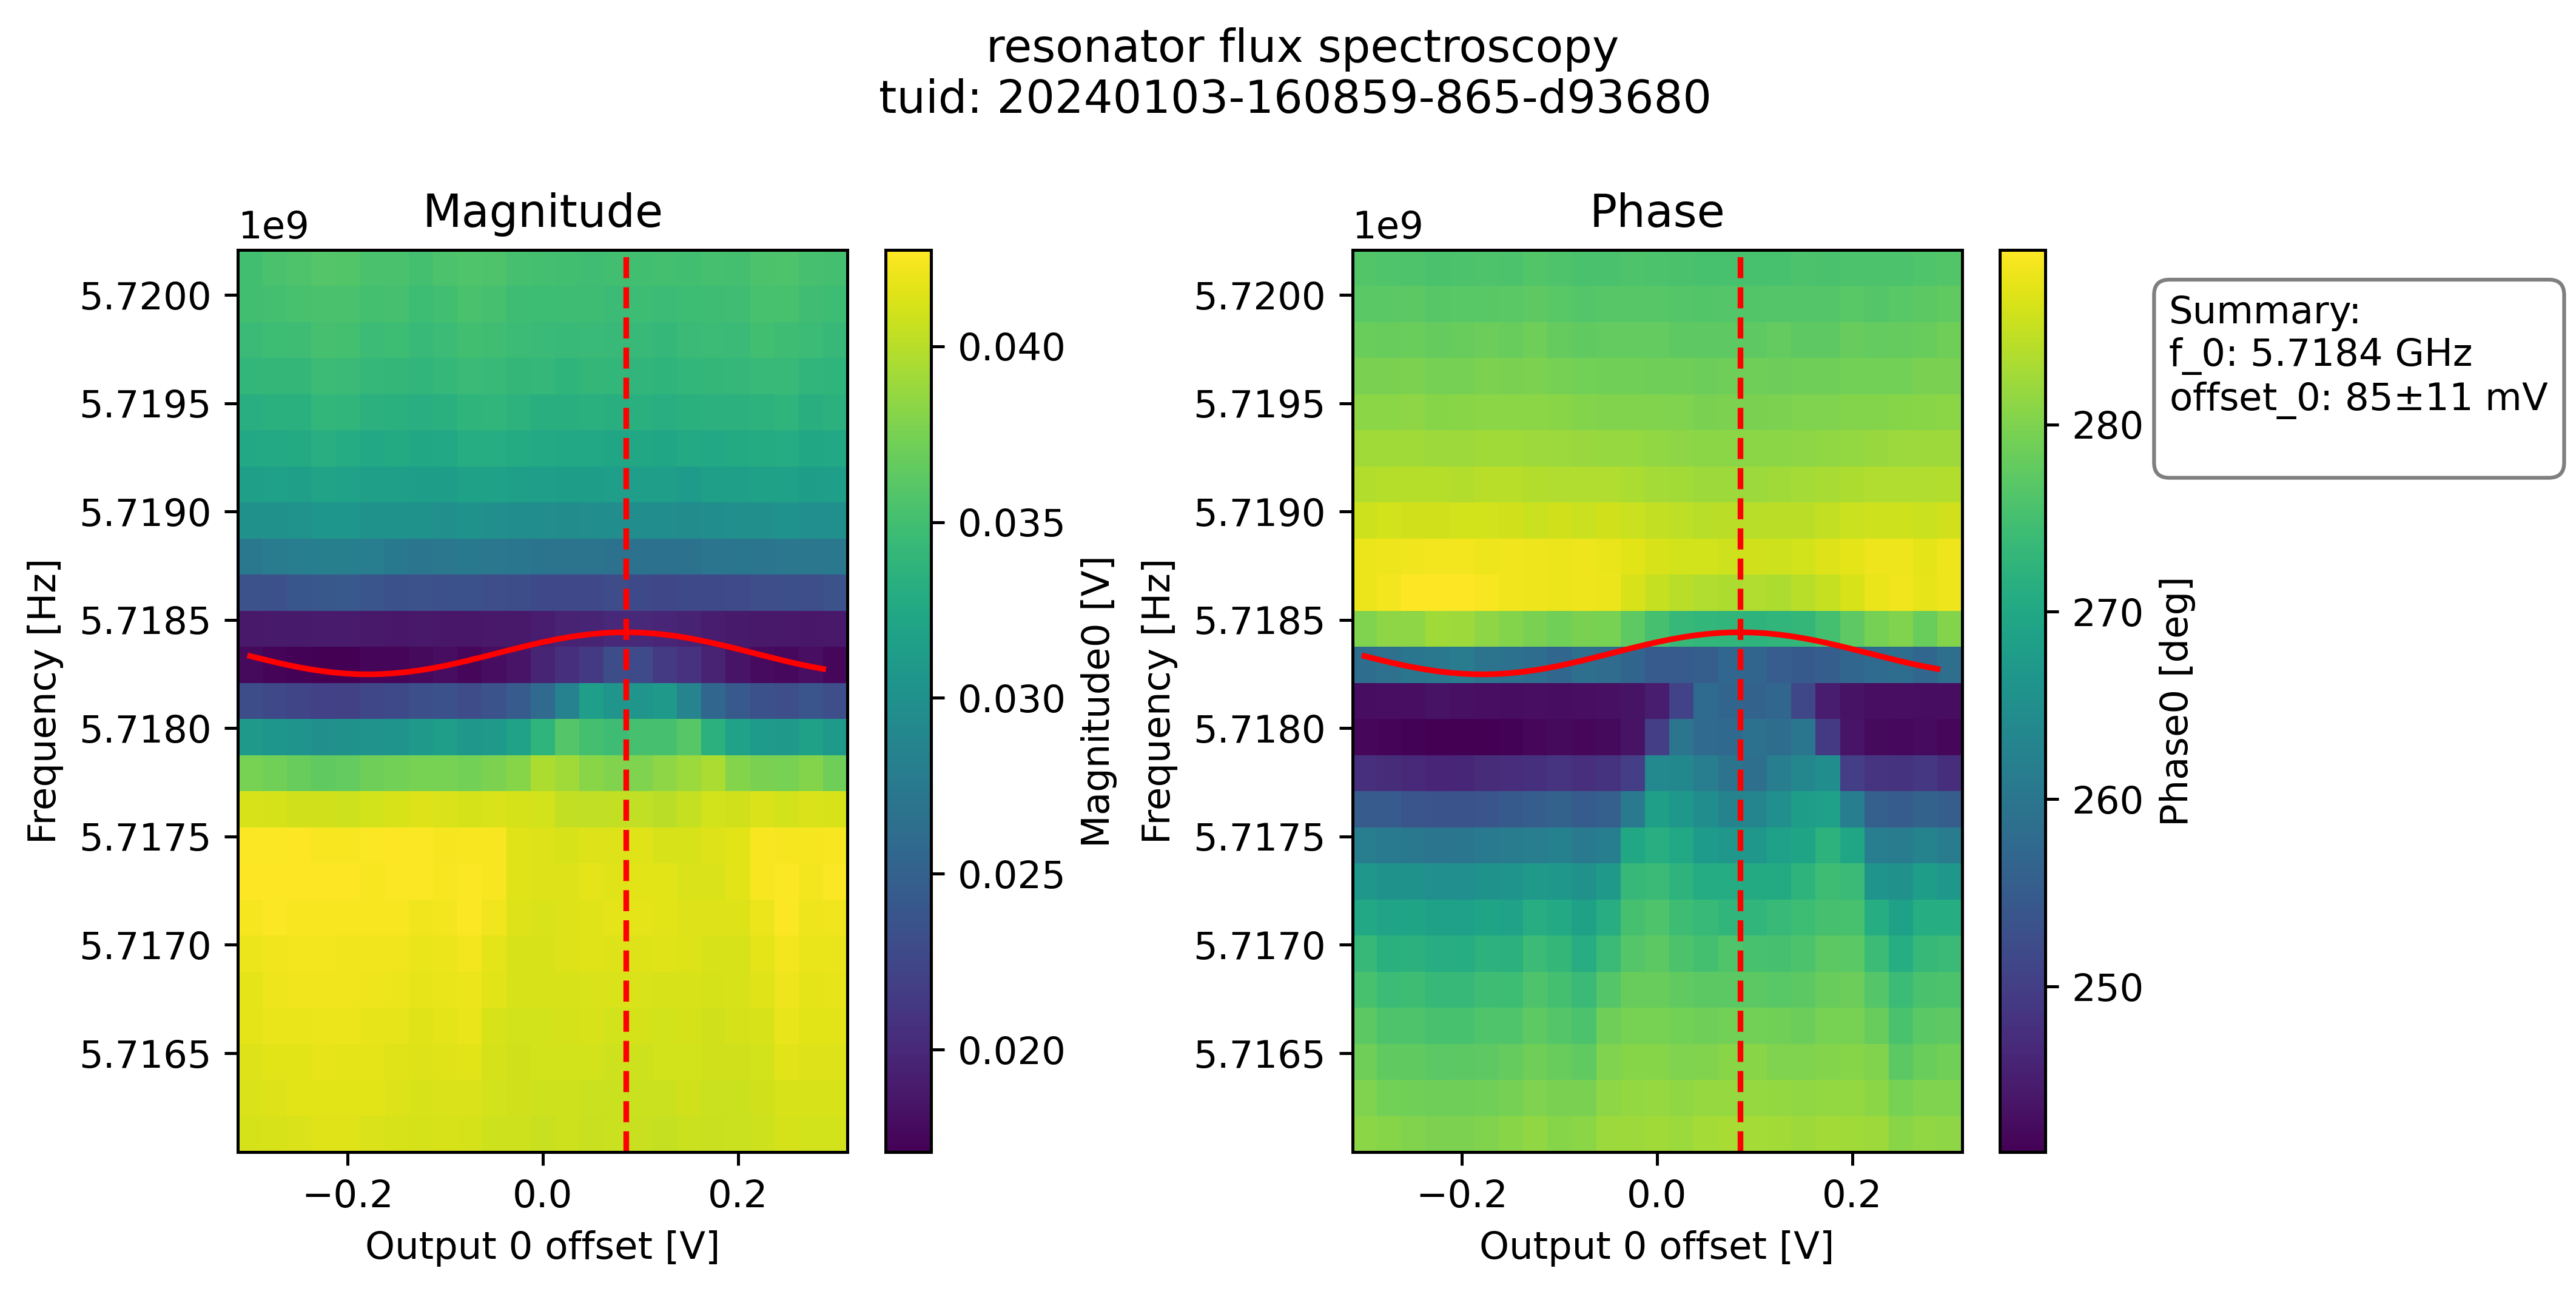 resonator flux spectroscopy
tuid: 20240103-160859-865-d93680
Magnitude
1e9
5.7200
5.7195
5.7190
5.7185
5.7180
5.7175
5.7170
5.7165
Frequency [Hz]
−0.2
0.0
0.2
Output 0 offset [V]
0.040
0.035
0.030
0.025
0.020
Magnitude0 [V]
Phase
1e9
5.7200
5.7195
5.7190
5.7185
5.7180
5.7175
5.7170
5.7165
Frequency [Hz]
−0.2
0.0
0.2
Output 0 offset [V]
280
270
260
250
Phase0 [deg]
Summary:
f_0: 5.7184 GHz
offset_0: 85±11 mV